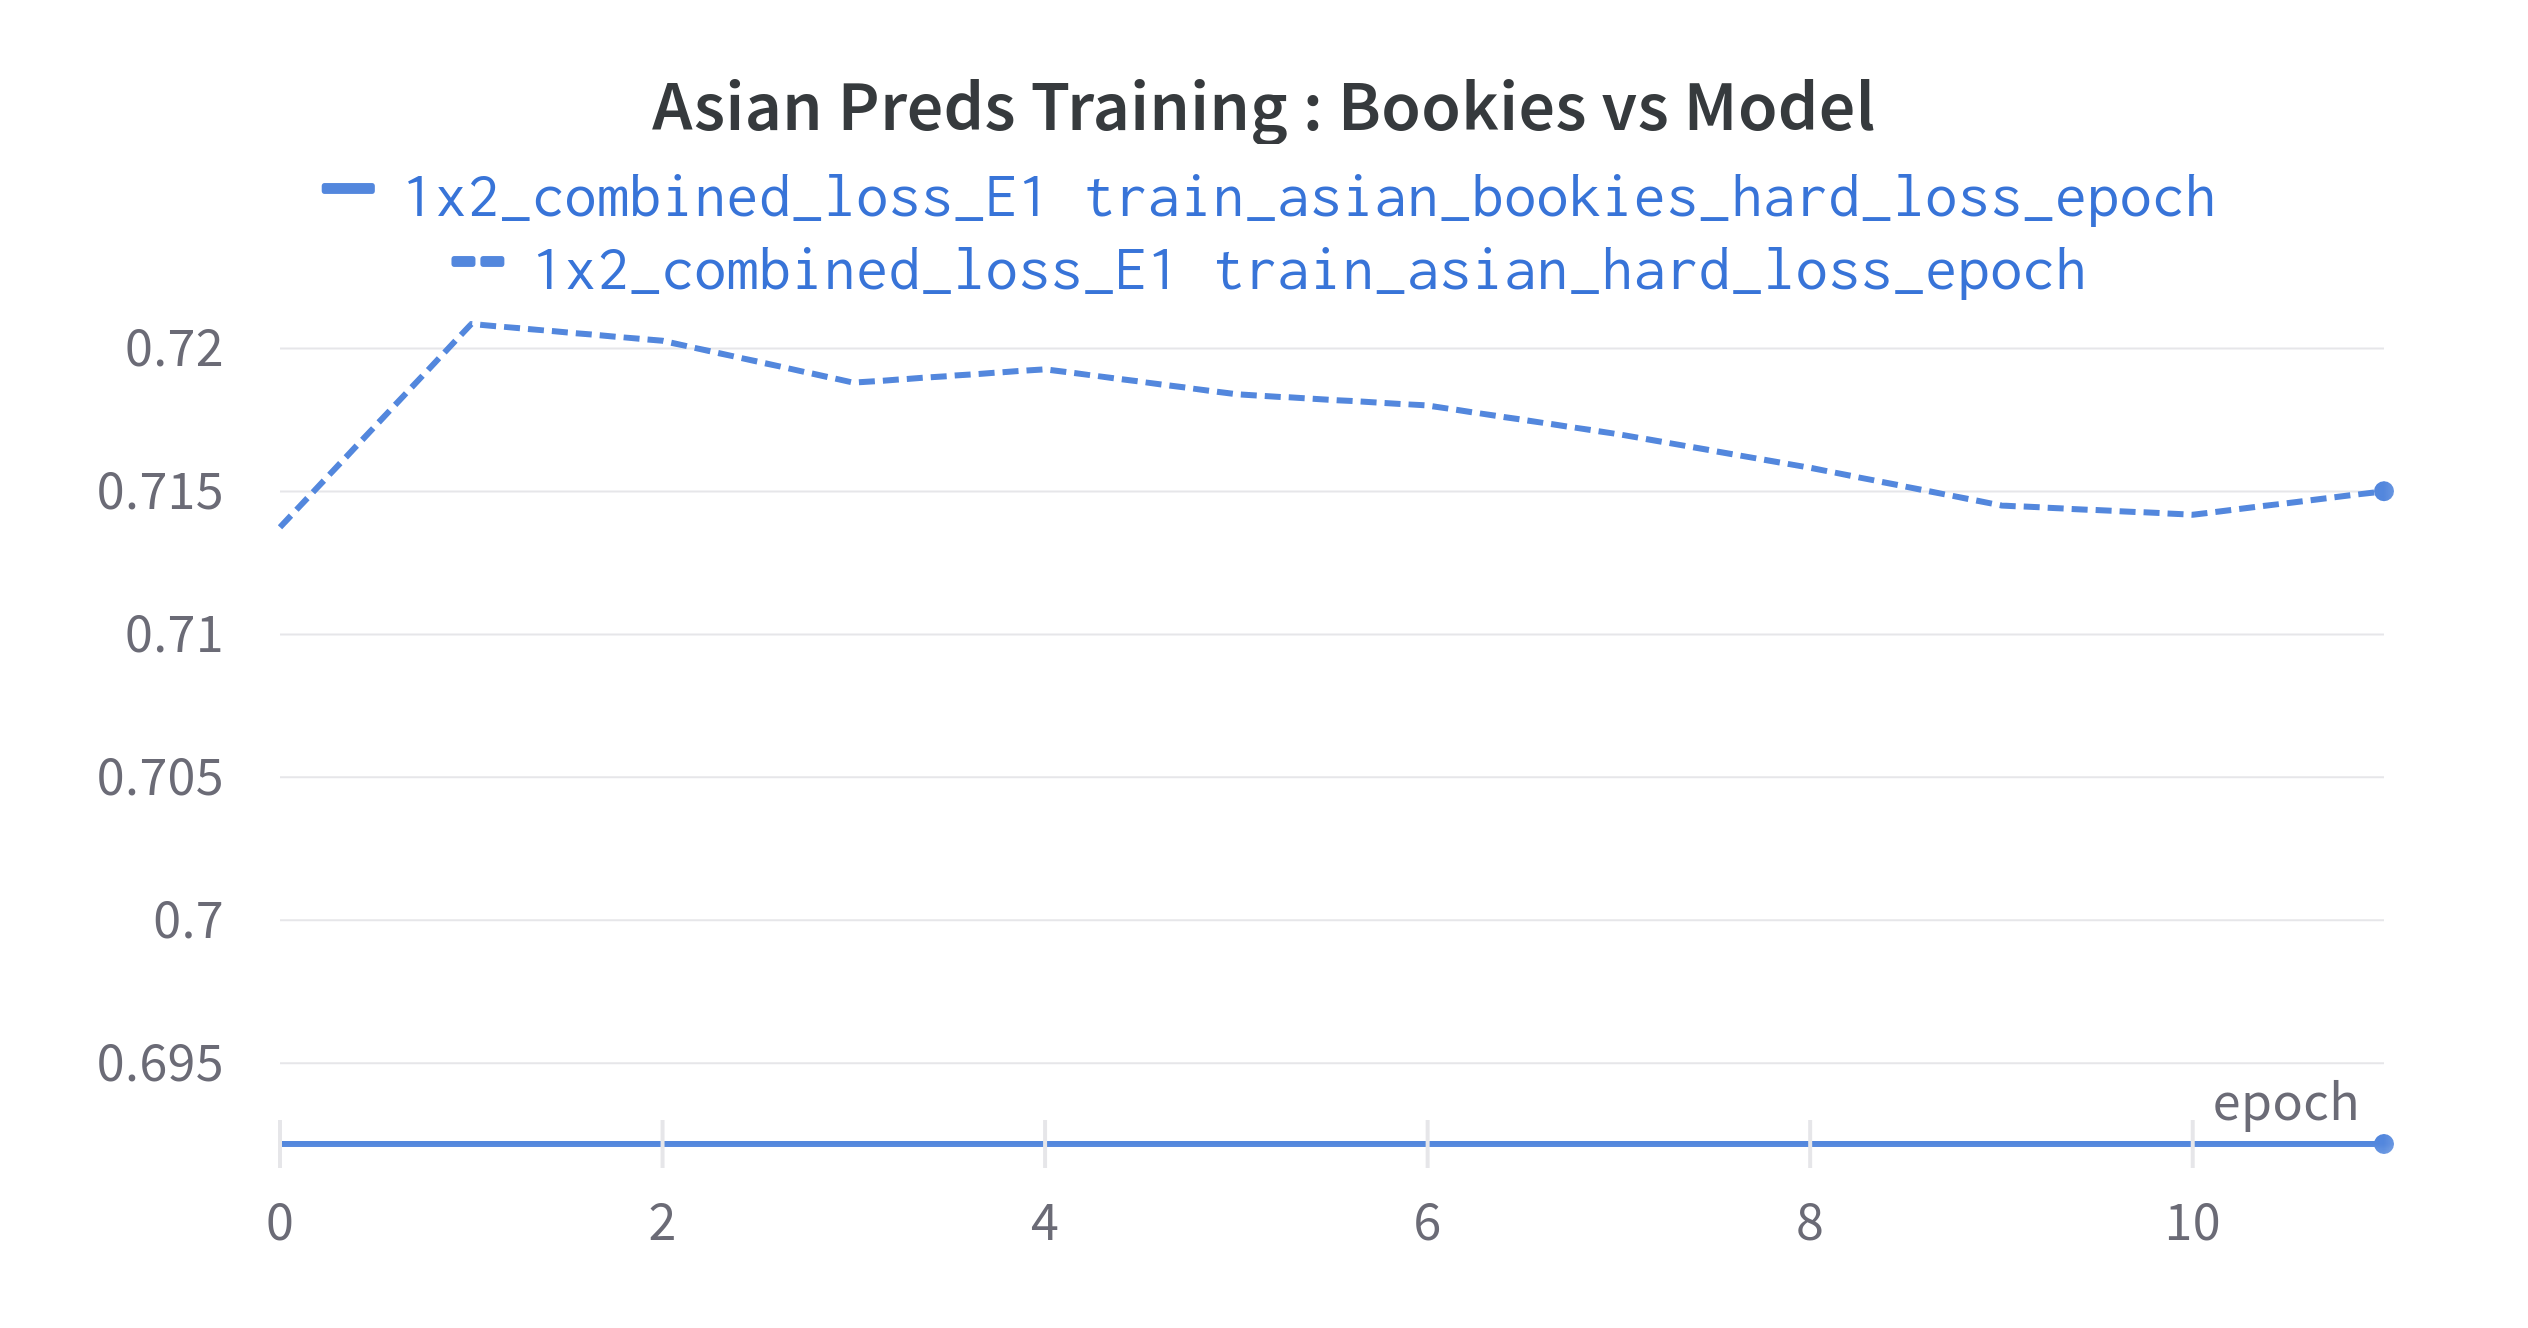 Asian Preds Training : Bookies vs Model
1x2_combined_loss_E1 train_asian_bookies_hard_loss_epoch
1x2_combined_loss_E1 train_asian_hard_loss_epoch
0.72
0.715
0.71
0.705
0.7
0.695
epoch
0 2 4 6 8 10